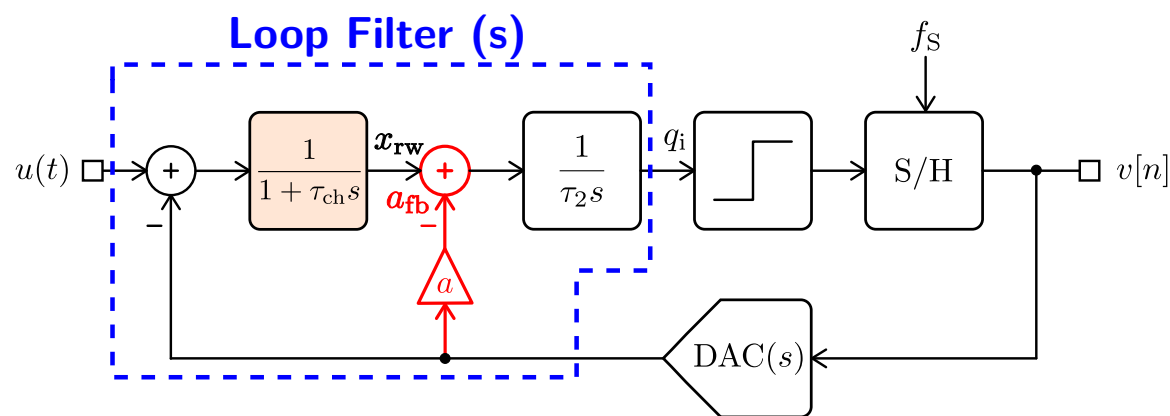 Loop Filter (s)
f_S
u(t)
+
−
1
1 + τ_ch s
x_rw
+
a_fb
−
a
1
τ_2 s
q_i
S/H
v[n]
DAC(s)